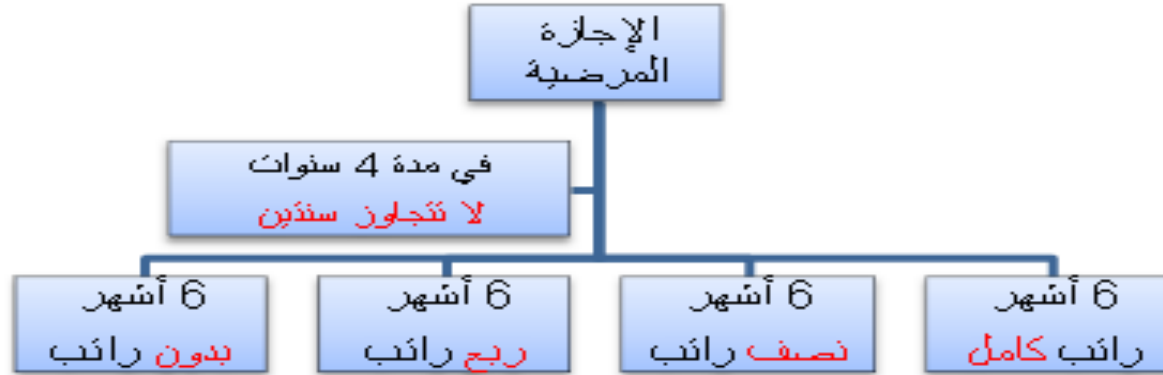 الإجازة
المرضية
في مدة 4 سنوات
لا تتجاوز سنتين
6 أشهر
راتب كامل
6 أشهر
نصف راتب
6 أشهر
ربع راتب
6 أشهر
بدون راتب